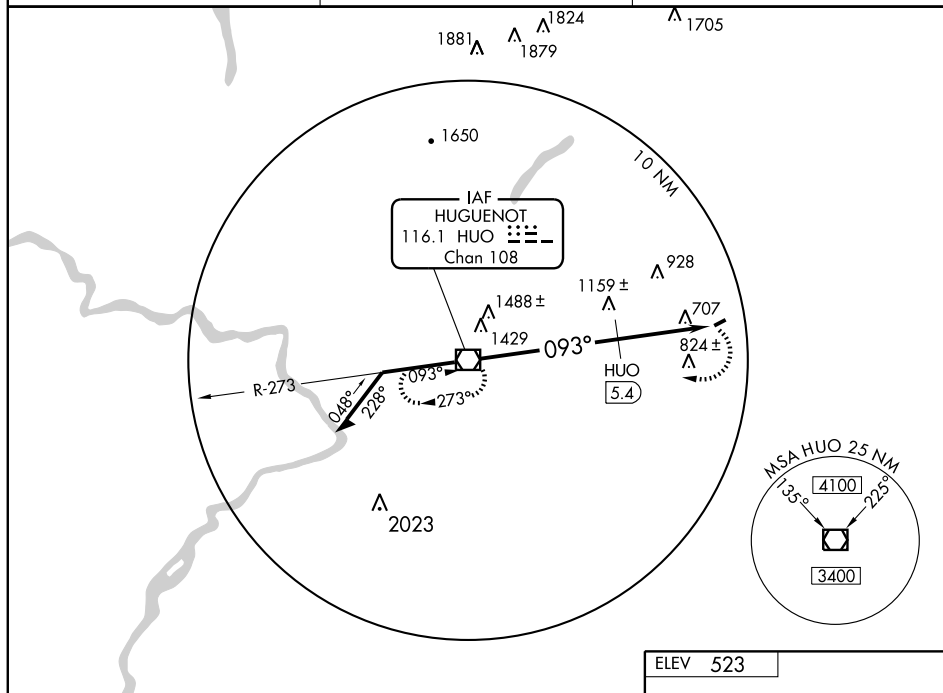 1824
1705
1881
1879
1650
10 NM
IAF
HUGUENOT
116.1 HUO
Chan 108
928
1159 ±
1488 ±
707
1429
093°
824 ±
HUO
5.4
093°
R-273
273°
048°
228°
2023
MSA HUO 25 NM
135°
4100
225°
3400
ELEV 523